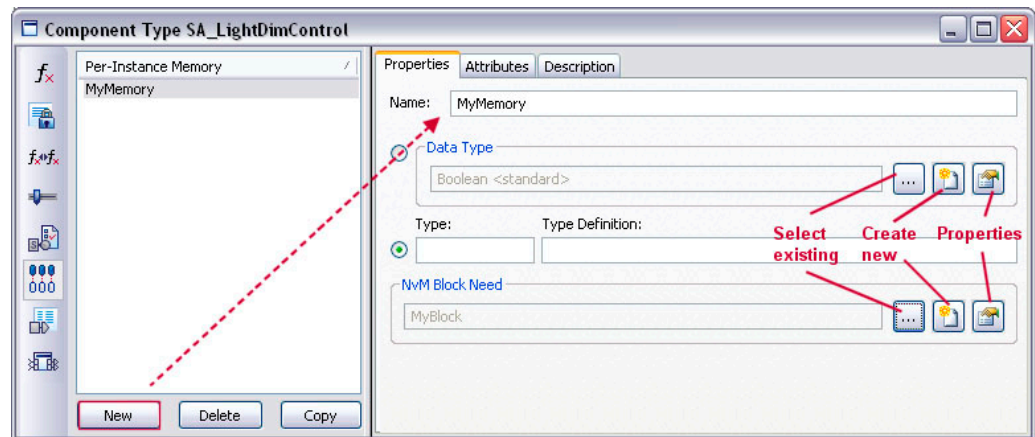 Component Type SA_LightDimControl
Per-Instance Memory
MyMemory
New
Delete
Copy
Properties
Attributes
Description
Name:
MyMemory
Data Type
Boolean <standard>
...
Type:
Type Definition:
Select existing
Create new
Properties
NvM Block Need
MyBlock
...